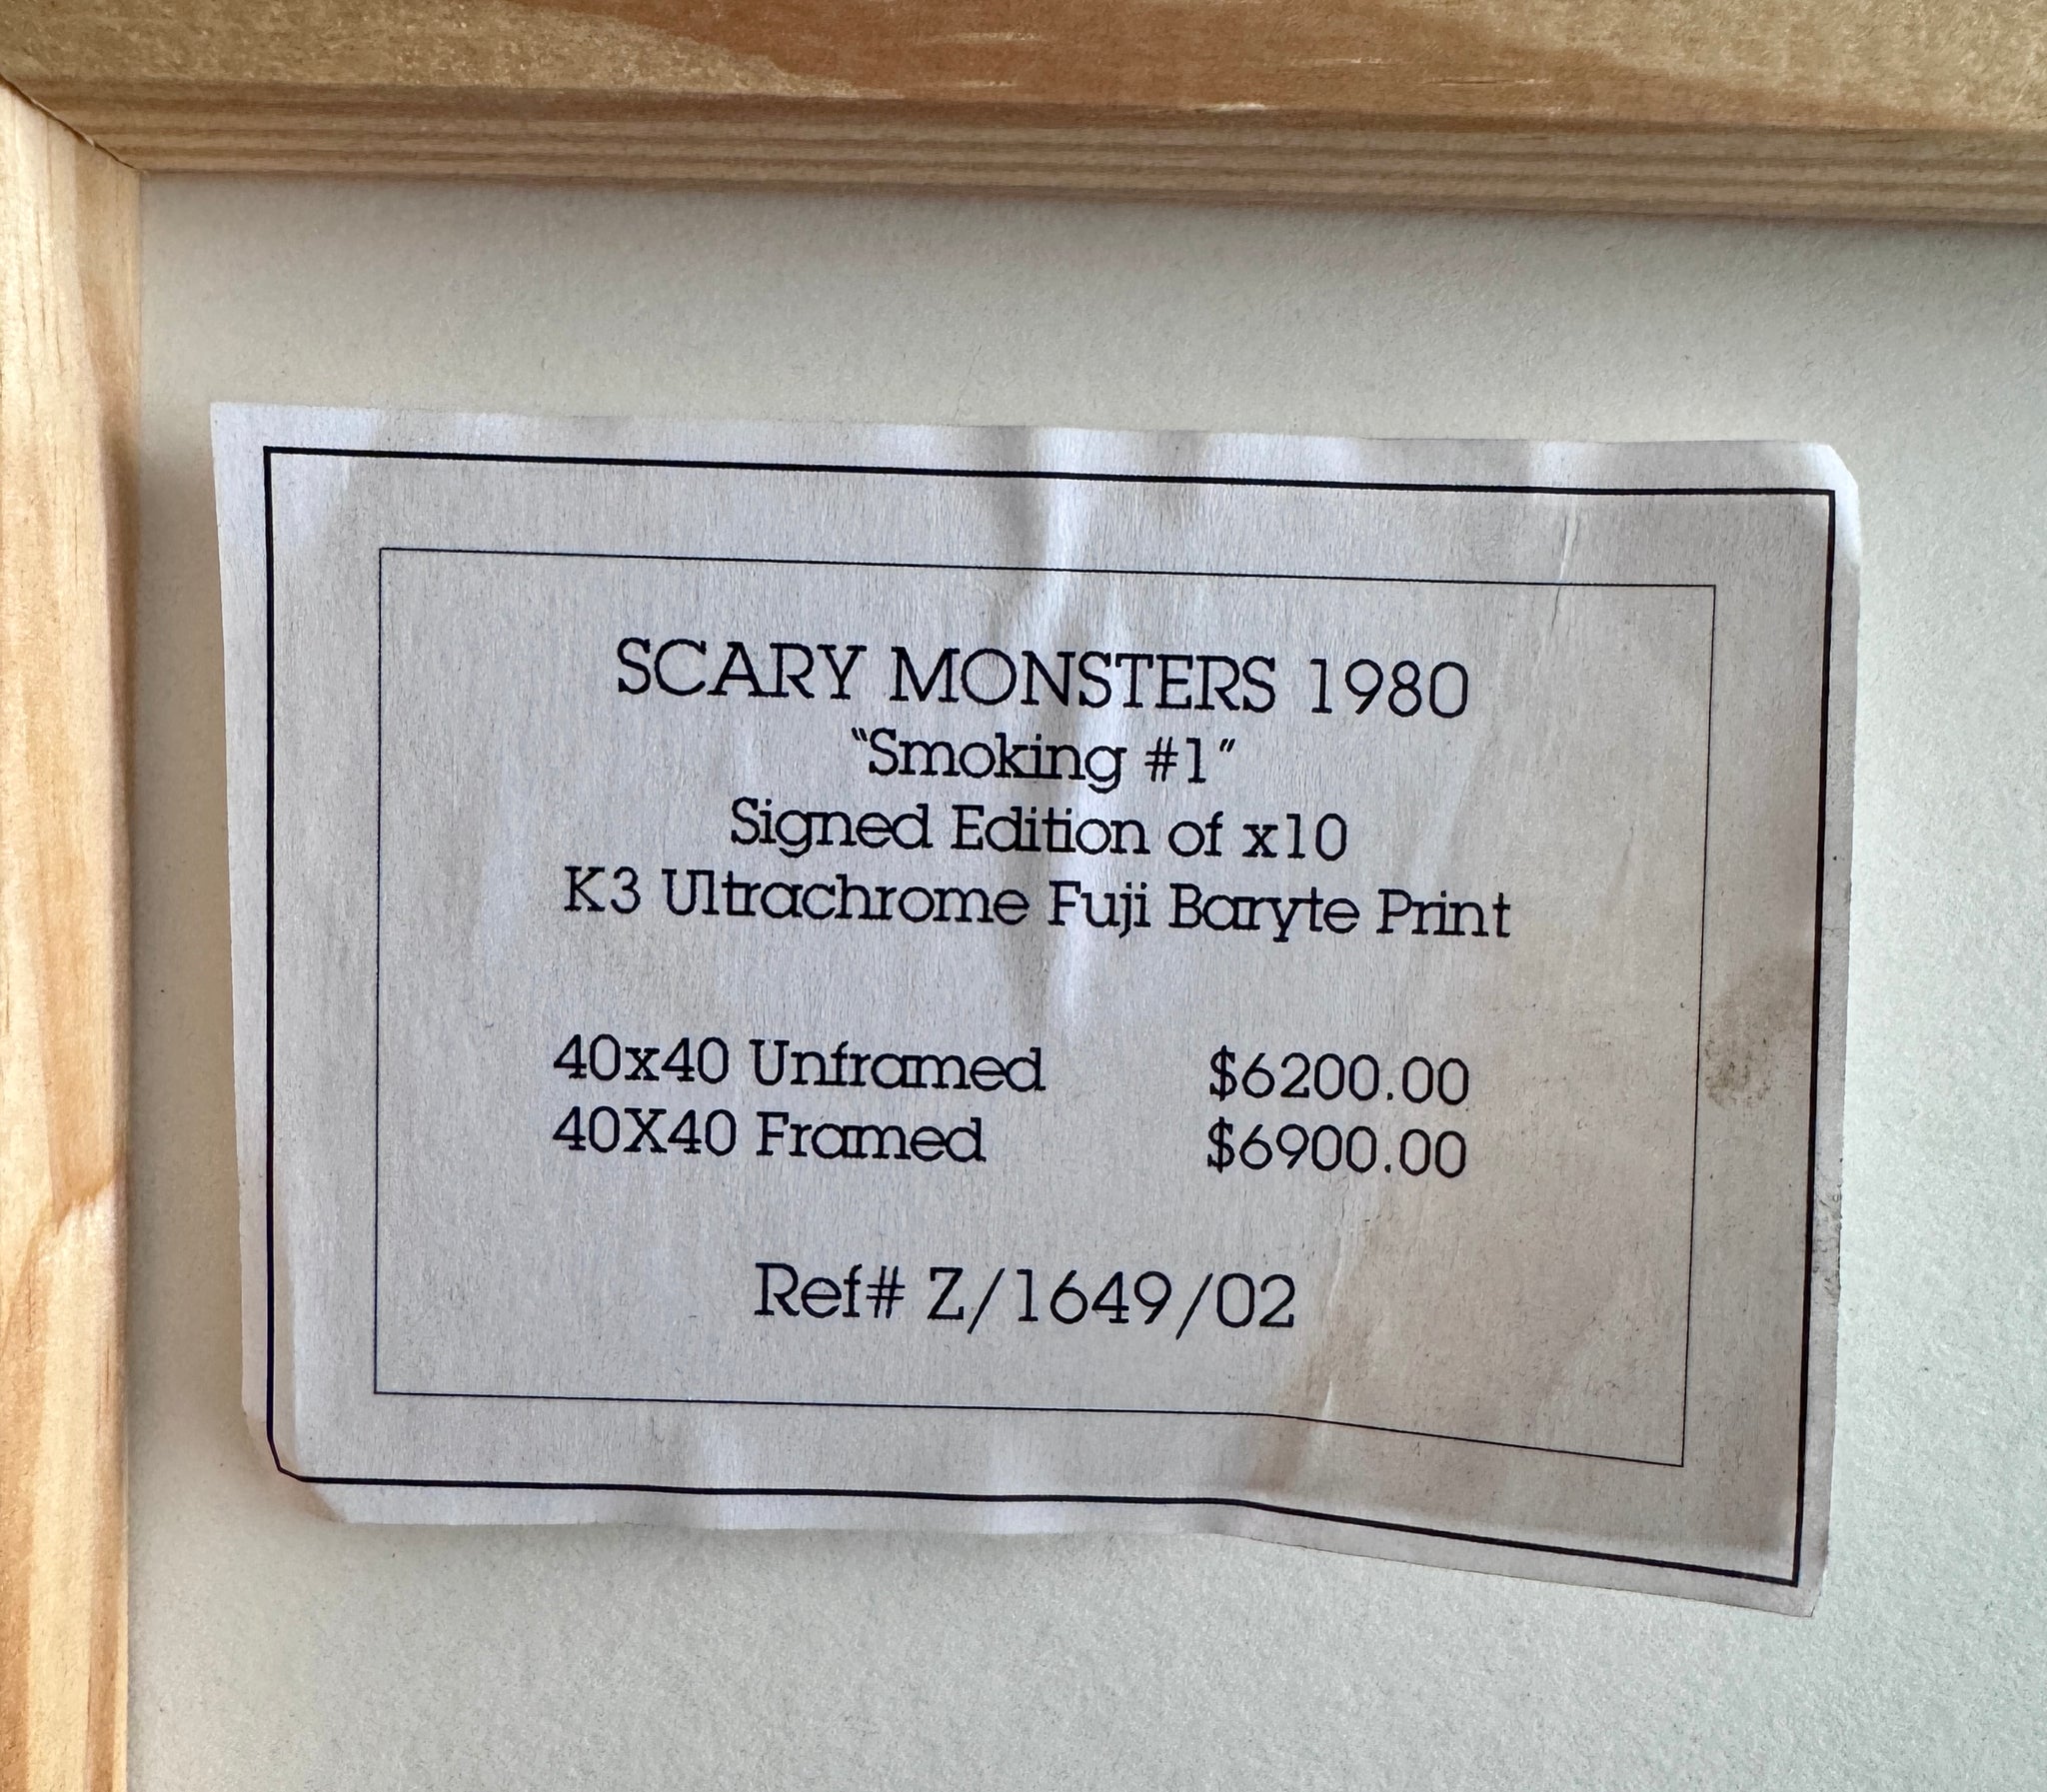 SCARY MONSTERS 1980
"Smoking #1"
Signed Edition of x10
K3 Ultrachrome Fuji Baryte Print
40x40 Unframed $6200.00
40X40 Framed $6900.00
Ref# Z/1649/02